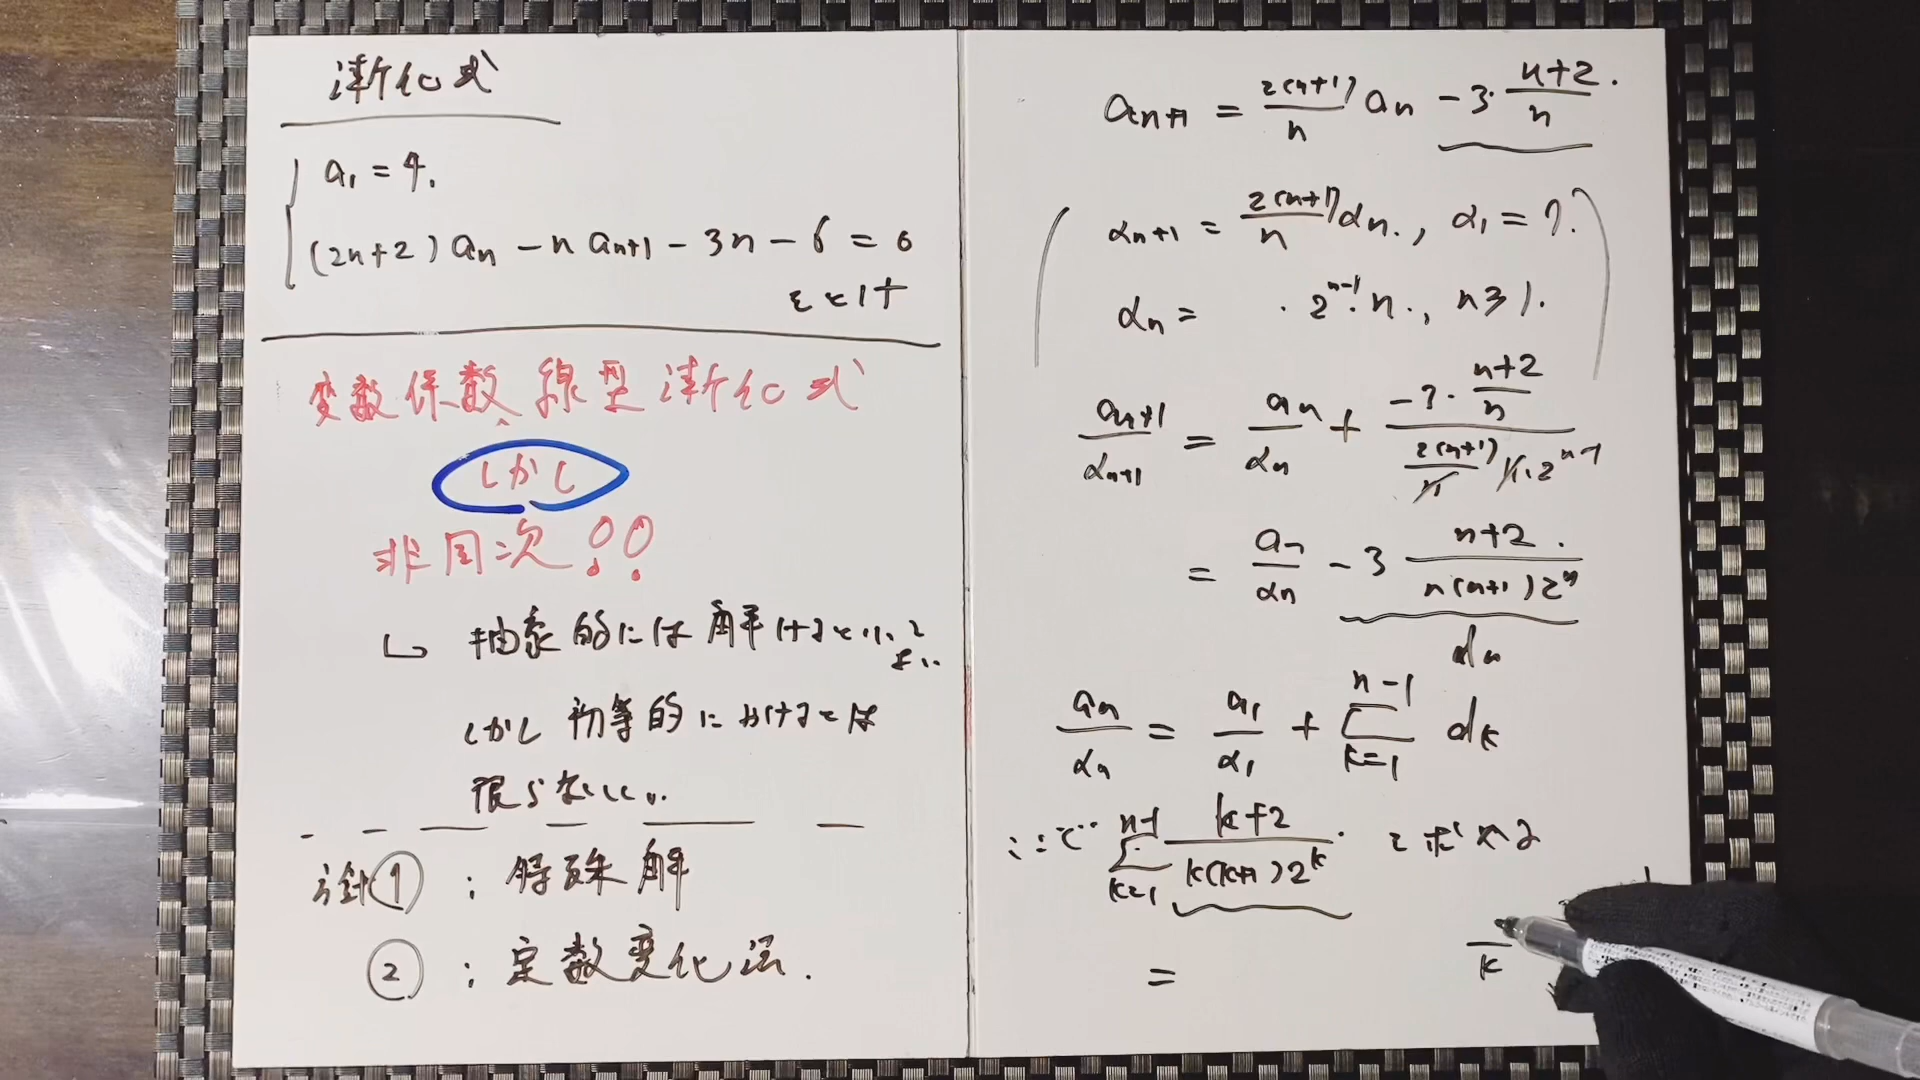 漸化式
a₁ = 4.
(2n+2) aₙ - n aₙ₊₁ - 3n - 6 = 0
をとけ
変数係数線型漸化式
しかし
非同次!!
↳ 抽象的には解けるといってよい.
しかし 初等的に解けるとは
限らない.
方針① : 特殊解
② : 定数変化法.
aₙ₊₁ = 2(n+1)/n aₙ - 3·(n+2)/n.
αₙ₊₁ = 2(n+1)/n αₙ., α₁ = ?.
αₙ = · 2ⁿ⁻¹·n., n≧1.
aₙ₊₁/αₙ₊₁ = aₙ/αₙ + (-3·(n+2)/n)/(2(n+1)/n n·2ⁿ⁻¹)
= aₙ/αₙ - 3 (n+2)/(n(n+1)2ⁿ).
dₙ
aₙ/αₙ = a₁/α₁ + Σ_{k=1}^{n-1} dₖ
ここで Σ_{k=1}^{n-1} (k+2)/(k(k+1)2ᵏ). を求める
= /k